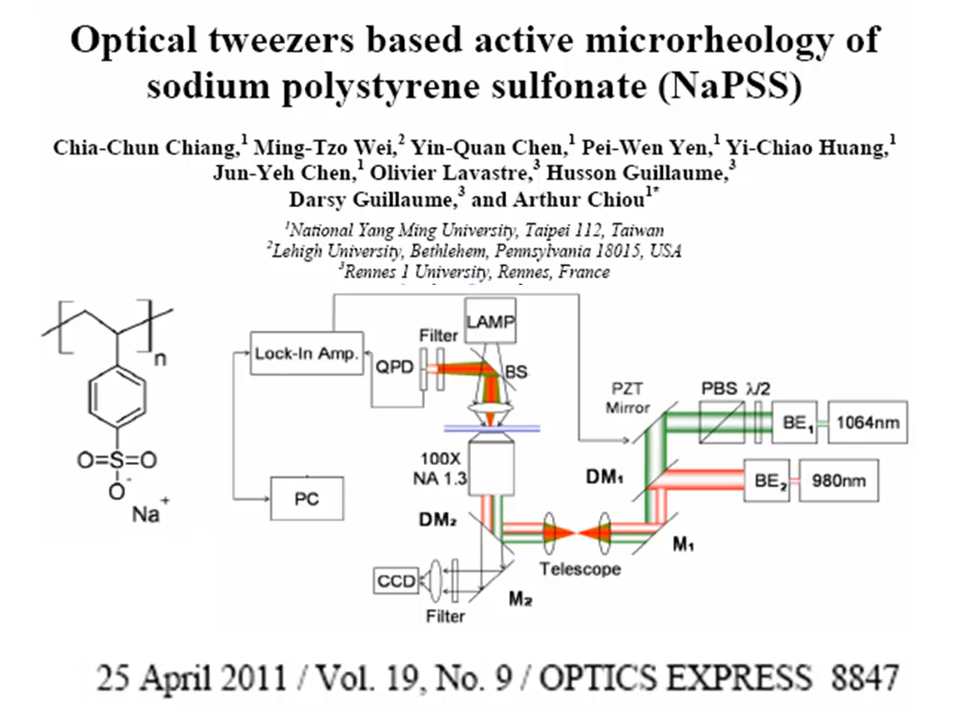 Optical tweezers based active microrheology of
sodium polystyrene sulfonate (NaPSS)
Chia-Chun Chiang,¹ Ming-Tzo Wei,² Yin-Quan Chen,¹ Pei-Wen Yen,¹ Yi-Chiao Huang,¹
Jun-Yeh Chen,¹ Olivier Lavastre,³ Husson Guillaume,³
Darsy Guillaume,³ and Arthur Chiou¹*
¹National Yang Ming University, Taipei 112, Taiwan
²Lehigh University, Bethlehem, Pennsylvania 18015, USA
³Rennes 1 University, Rennes, France
n
O=S=O
O⁻
Na⁺
LAMP
Filter
Lock-In Amp.
QPD
BS
PZT
Mirror
PBS λ/2
BE₁
1064nm
100X
NA 1.3
DM₁
BE₂
980nm
PC
DM₂
M₁
Telescope
CCD
M₂
Filter
25 April 2011 / Vol. 19, No. 9 / OPTICS EXPRESS 8847